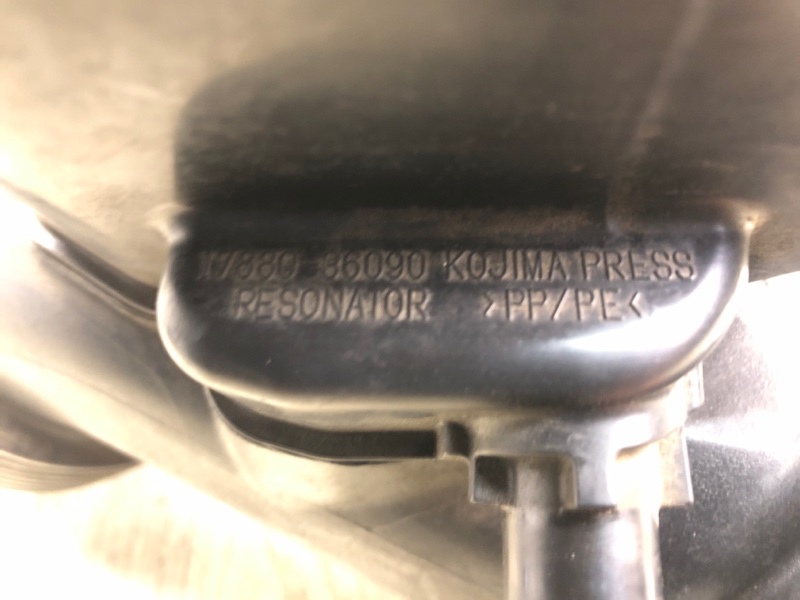 17880-36090 KOJIMA PRESS
RESONATOR >PP/PE<